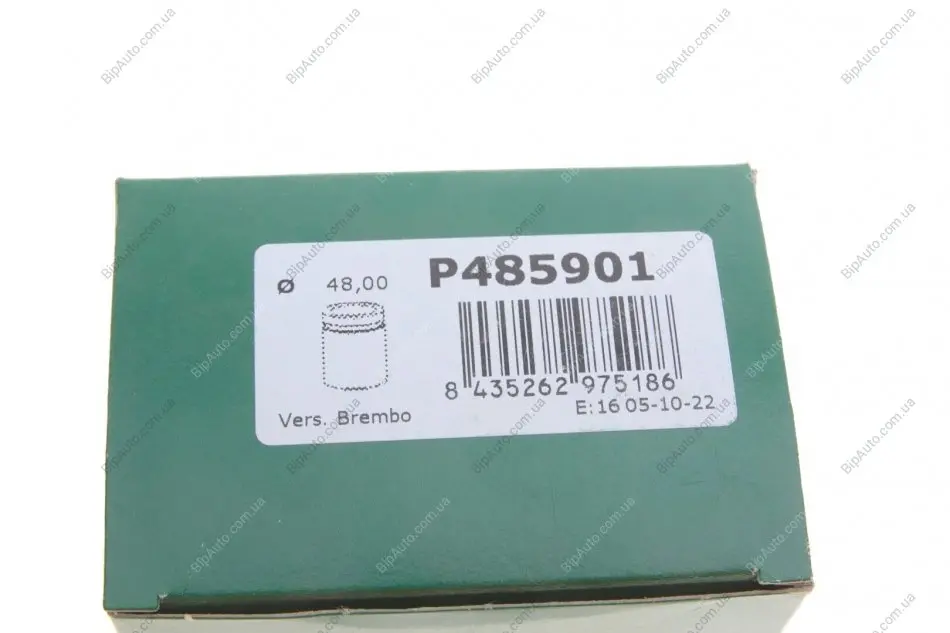 P485901
Ø 48,00
8 435262 975186
Vers. Brembo
E: 16 05-10-22
BipAuto.com.ua